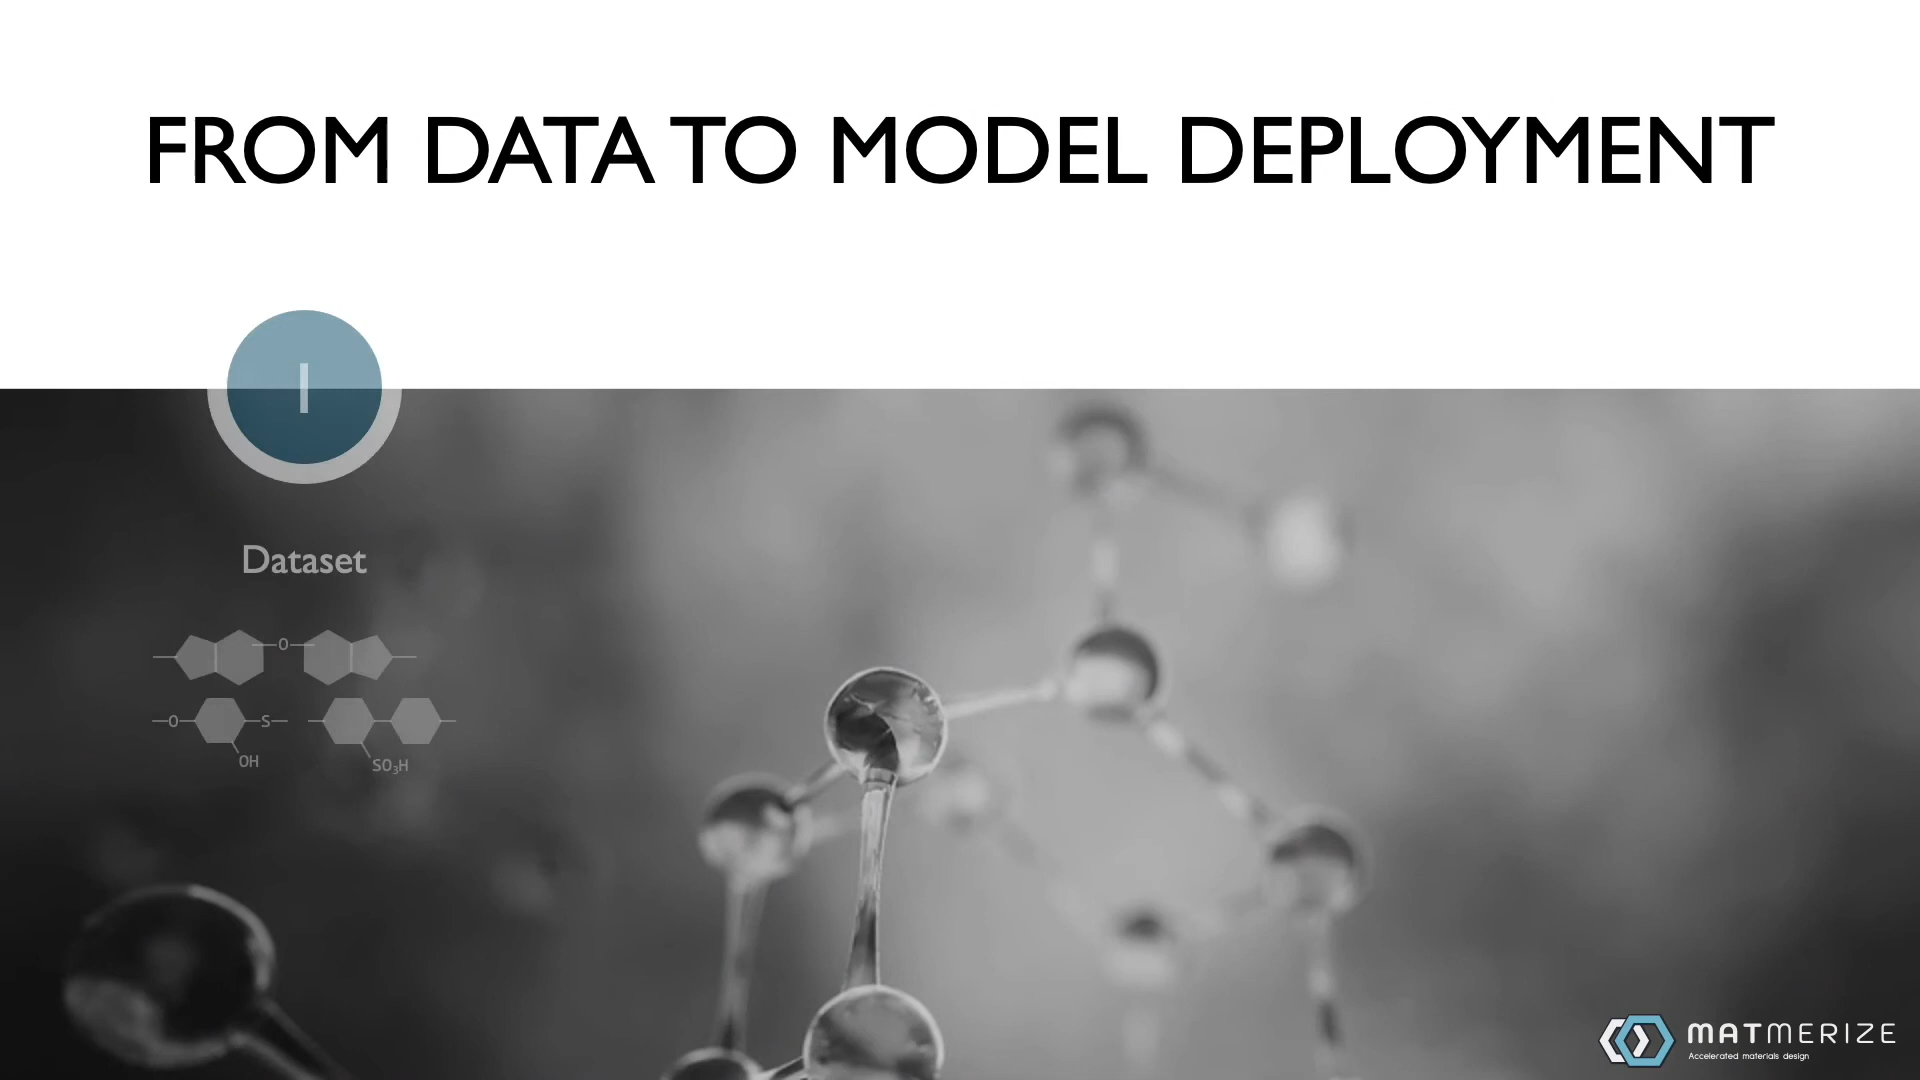 FROM DATA TO MODEL DEPLOYMENT
1
Dataset
O
O
S
OH
SO₃H
MATMERIZE
Accelerated materials design